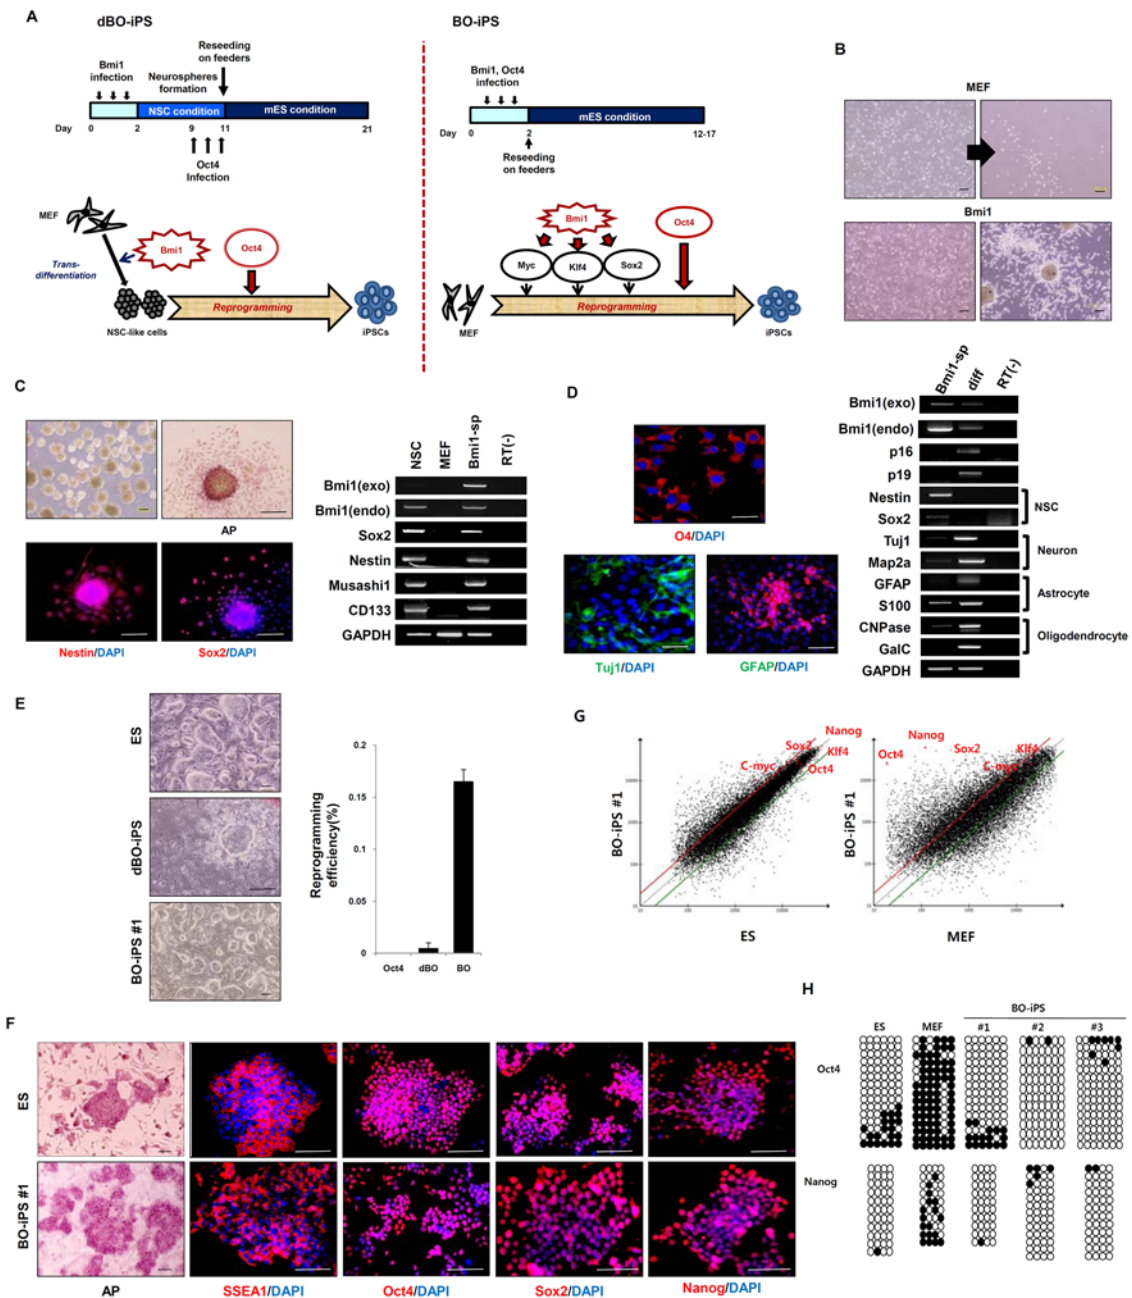 A
dBO-iPS
BO-iPS
Reseeding
on feeders
Bmi1
infection
Neurospheres
formation
NSC condition
mES condition
Day
0
2
9
11
21
Oct4
Infection
Bmi1, Oct4
infection
mES condition
Day
0
2
12-17
Reseeding
on feeders
MEF
Bmi1
Oct4
Trans-
differentiation
Reprogramming
NSC-like cells
iPSCs
Bmi1
Oct4
Myc
Klf4
Sox2
Reprogramming
MEF
iPSCs
B
MEF
Bmi1
C
AP
Nestin/DAPI
Sox2/DAPI
NSC
MEF
Bmi1-sp
RT(-)
Bmi1(exo)
Bmi1(endo)
Sox2
Nestin
Musashi1
CD133
GAPDH
D
O4/DAPI
Tuj1/DAPI
GFAP/DAPI
Bmi1-sp
diff
RT(-)
Bmi1(exo)
Bmi1(endo)
p16
p19
Nestin
Sox2
NSC
Tuj1
Map2a
Neuron
GFAP
S100
Astrocyte
CNPase
GalC
Oligodendrocyte
GAPDH
E
ES
dBO-iPS
BO-iPS #1
Reprogramming
efficiency(%)
0.2
0.15
0.1
0.05
0
Oct4 dBO BO
G
Nanog
Sox2
Klf4
C-myc
Oct4
BO-iPS #1
ES
Nanog
Oct4
Sox2
Klf4
C-myc
BO-iPS #1
MEF
H
BO-iPS
ES MEF #1 #2 #3
Oct4
Nanog
F
ES
BO-iPS #1
AP
SSEA1/DAPI
Oct4/DAPI
Sox2/DAPI
Nanog/DAPI